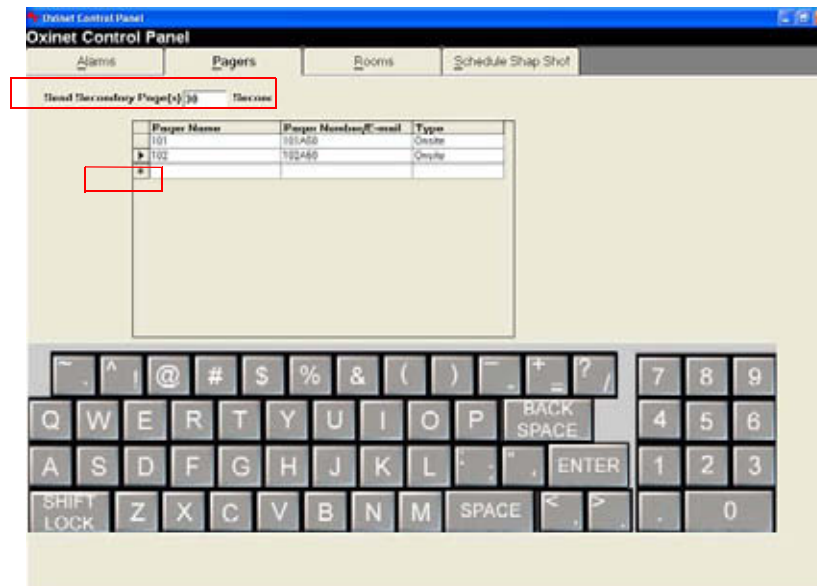 Oxinet Control Panel
Oxinet Control Panel
Alarms Pagers Rooms Schedule Shap Shot
Send Secondary Page(s) 30 Secon
Pager Name Pager Number/E-mail Type
101 101A60 Onsite
102 102A60 Onsite
*
~ ` ^ ! @ # $ % & ( ) _ - + = ? / 7 8 9
Q W E R T Y U I O P BACK SPACE 4 5 6
A S D F G H J K L : ; " , ENTER 1 2 3
SHIFT LOCK Z X C V B N M SPACE < , > . . 0